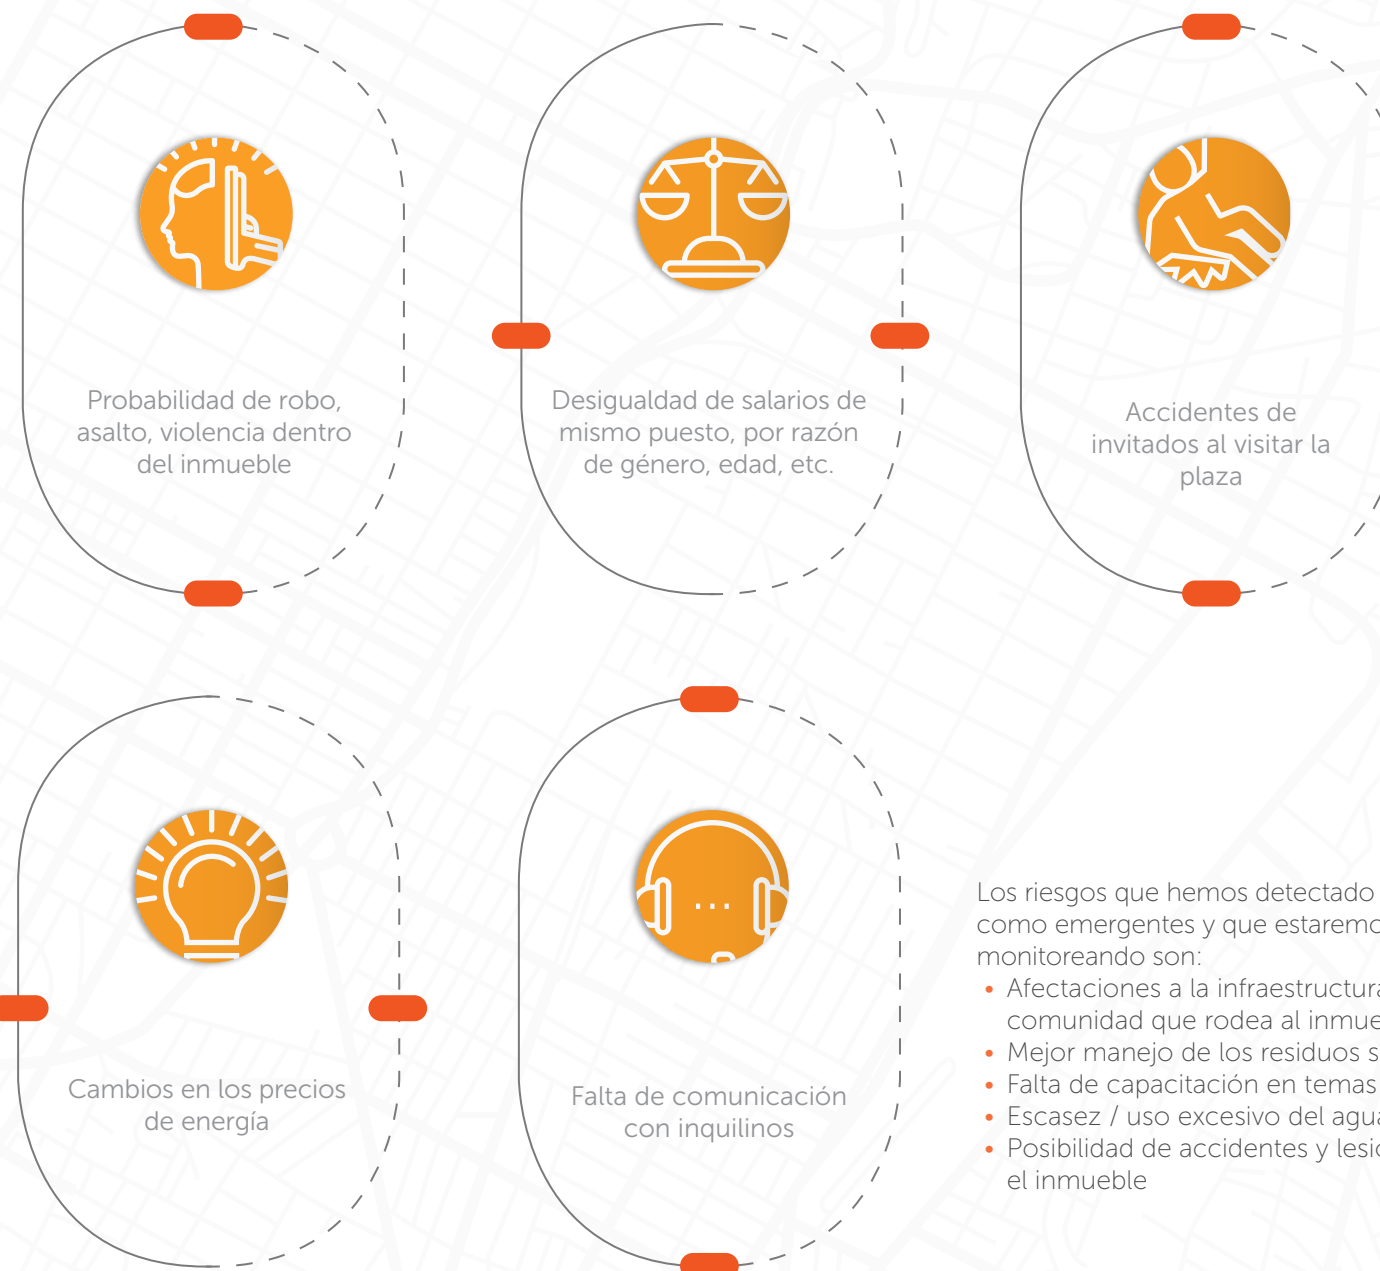 Probabilidad de robo,
asalto, violencia dentro
del inmueble
Desigualdad de salarios de
mismo puesto, por razón
de género, edad, etc.
Accidentes de
invitados al visitar la
plaza
Cambios en los precios
de energía
Falta de comunicación
con inquilinos
Los riesgos que hemos detectado
como emergentes y que estaremo
monitoreando son:
• Afectaciones a la infraestructura
comunidad que rodea al inmue
• Mejor manejo de los residuos s
• Falta de capacitación en temas
• Escasez / uso excesivo del agua
• Posibilidad de accidentes y lesio
el inmueble